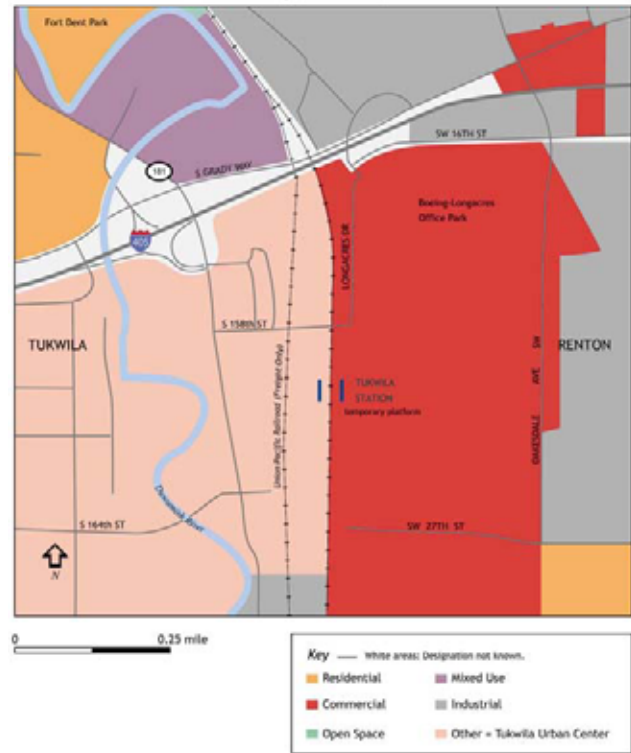 Fort Dent Park
SW 16TH ST
181
S GRADY WAY
405
Boeing-Longacres
Office Park
LONGACRES DR
S 158th ST
TUKWILA
RENTON
Union-Pacific Railroad (Freight Only)
TUKWILA
STATION
temporary platform
OAKESDALE AVE SW
Duwamish River
S 164th ST
SW 27TH ST
N
0 0.25 mile
Key White areas: Designation not known.
Residential Mixed Use
Commercial Industrial
Open Space Other = Tukwila Urban Center